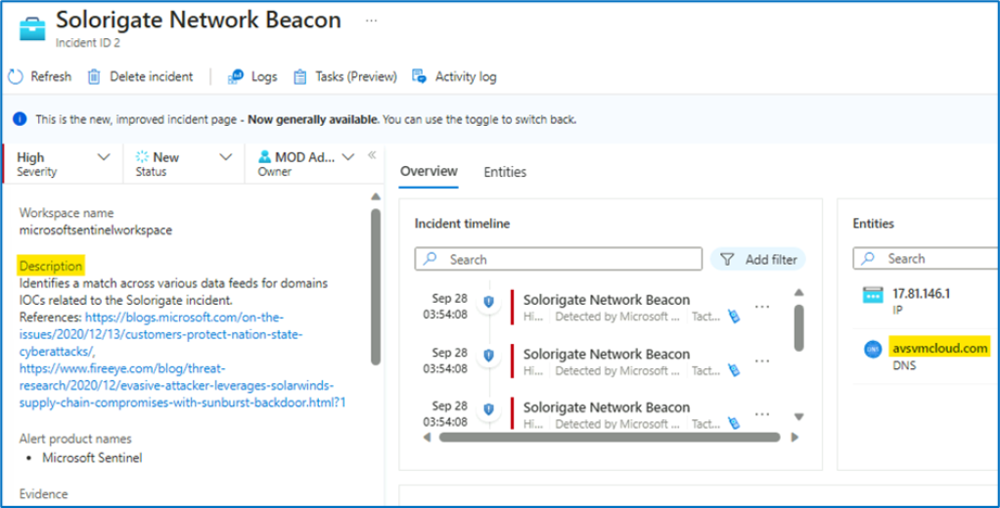 Solorigate Network Beacon ...
Incident ID 2
Refresh Delete incident Logs Tasks (Preview) Activity log
This is the new, improved incident page - Now generally available. You can use the toggle to switch back.
High
Severity
New
Status
MOD Ad...
Owner
Workspace name
microsoftsentinelworkspace
Description
Identifies a match across various data feeds for domains
IOCs related to the Solorigate incident.
References: https://blogs.microsoft.com/on-the-
issues/2020/12/13/customers-protect-nation-state-
cyberattacks/,
https://www.fireeye.com/blog/threat-
research/2020/12/evasive-attacker-leverages-solarwinds-
supply-chain-compromises-with-sunburst-backdoor.html?1
Alert product names
• Microsoft Sentinel
Evidence
Overview Entities
Incident timeline
Search Add filter
Sep 28
03:54:08
Solorigate Network Beacon ...
Hi... Detected by Microsoft ... Tact...
Sep 28
03:54:08
Solorigate Network Beacon ...
Hi... Detected by Microsoft ... Tact...
Sep 28
03:54:08
Solorigate Network Beacon ...
Hi... Detected by Microsoft ... Tact...
Entities
Search
17.81.146.1
IP
DNS avsvmcloud.com
DNS